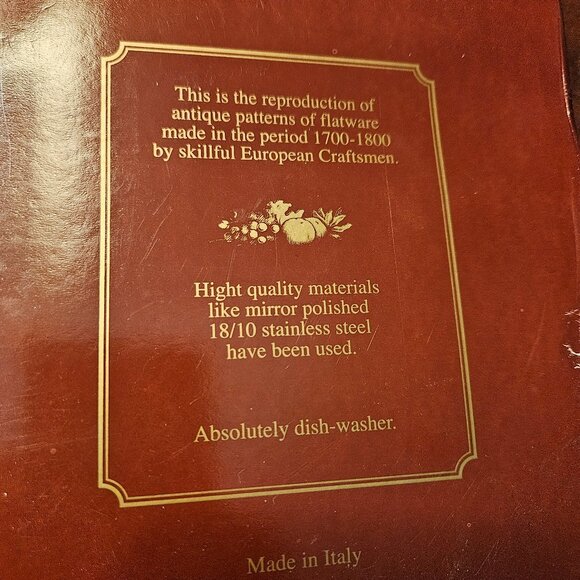 This is the reproduction of
antique patterns of flatware
made in the period 1700-1800
by skillful European Craftsmen.
Hight quality materials
like mirror polished
18/10 stainless steel
have been used.
Absolutely dish-washer.
Made in Italy